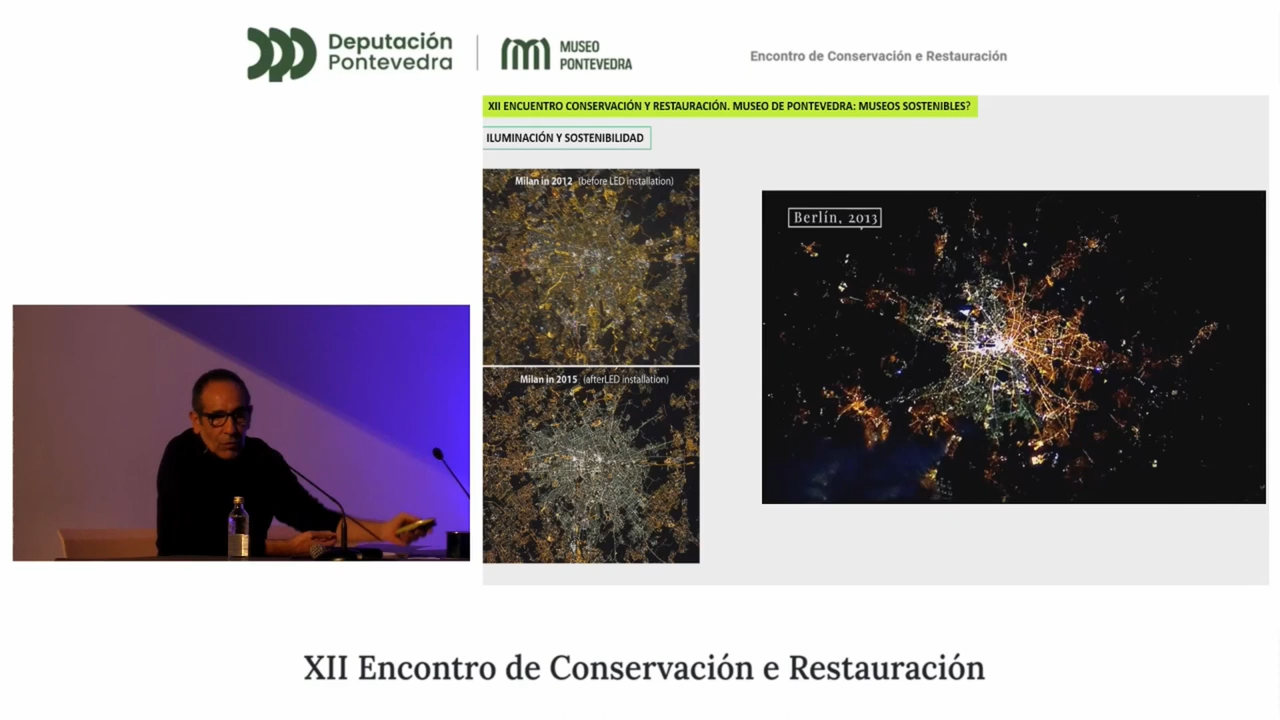 Deputación
Pontevedra
MUSEO
PONTEVEDRA
Encontro de Conservación e Restauración
XII ENCUENTRO CONSERVACIÓN Y RESTAURACIÓN. MUSEO DE PONTEVEDRA: MUSEOS SOSTENIBLES?
ILUMINACIÓN Y SOSTENIBILIDAD
Milan in 2012 (before LED installation)
Berlín, 2013
Milan in 2015 (afterLED installation)
XII Encontro de Conservación e Restauración